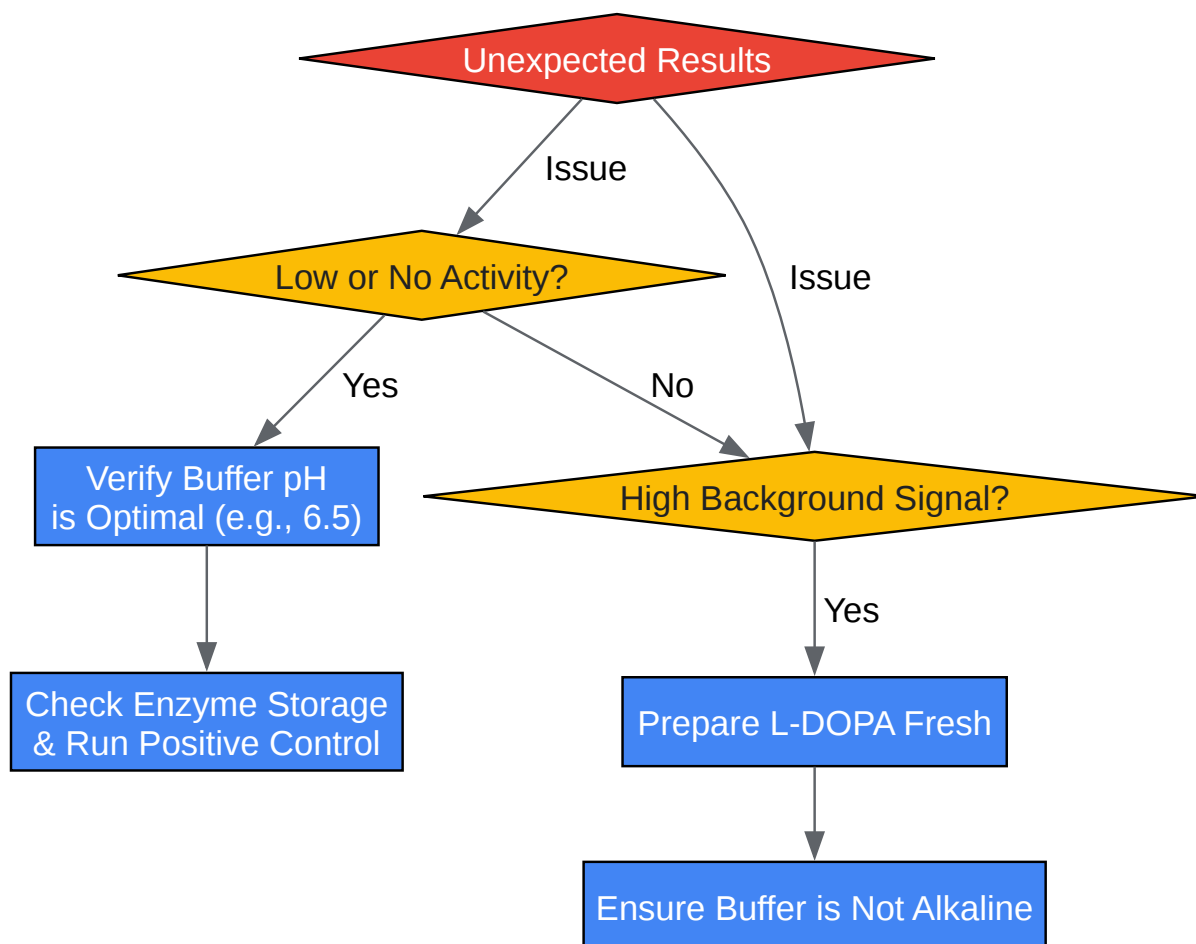 Unexpected Results
Issue
Low or No Activity?
Issue
Yes
No
Verify Buffer pH
is Optimal (e.g., 6.5)
High Background Signal?
Yes
Check Enzyme Storage
& Run Positive Control
Prepare L-DOPA Fresh
Ensure Buffer is Not Alkaline